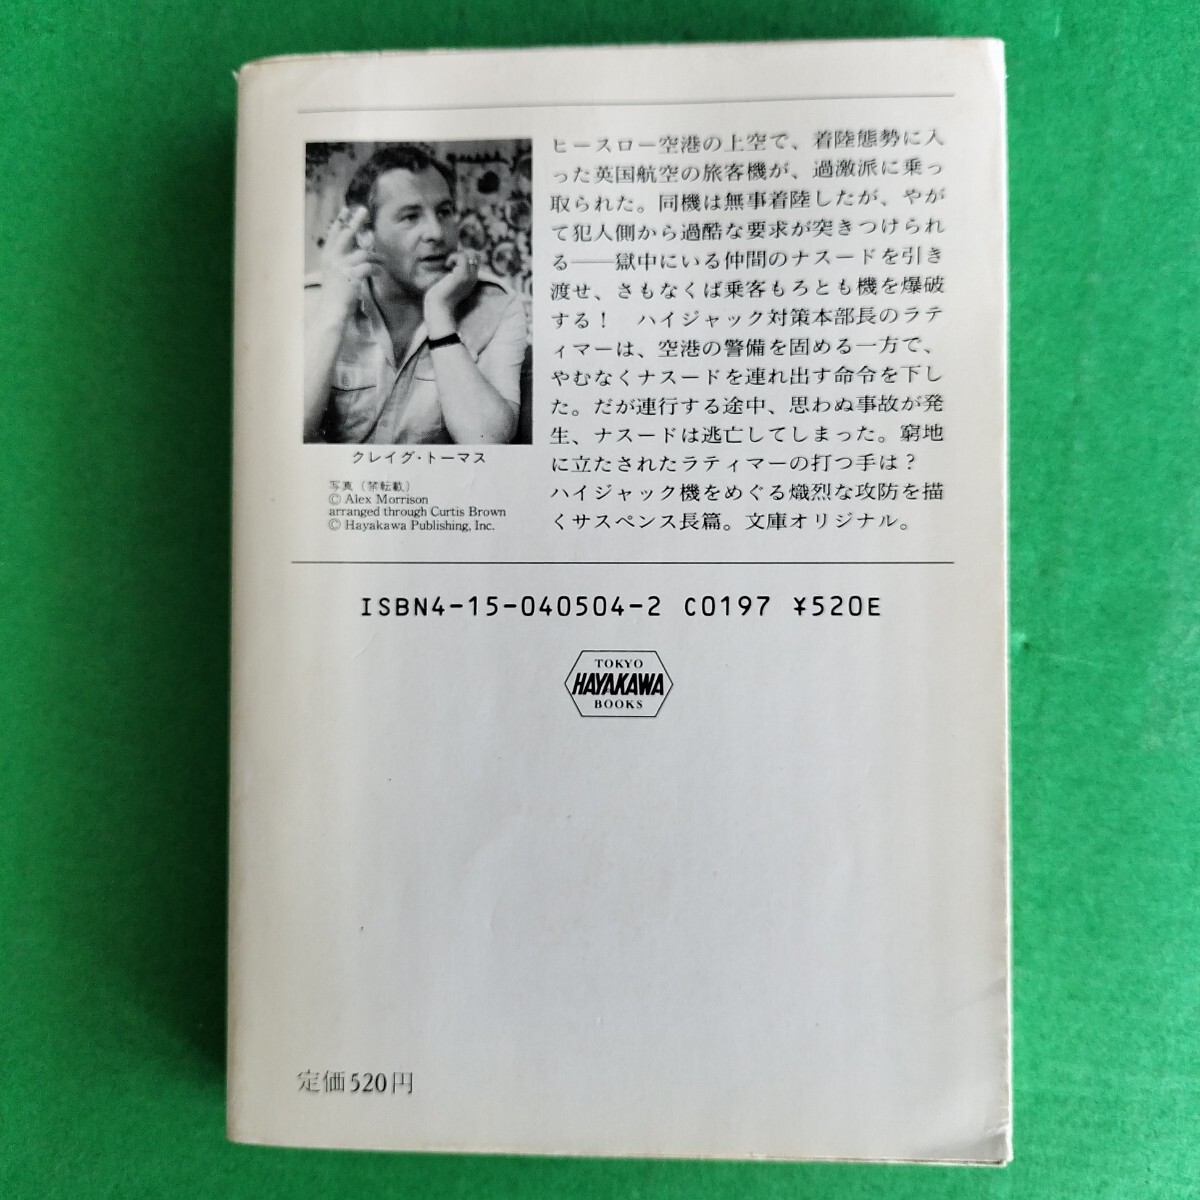 ヒースロー空港の上空で、着陸態勢に入
った英国航空の旅客機が、過激派に乗っ
取られた。同機は無事着陸したが、やが
て犯人側から過酷な要求が突きつけられ
る——獄中にいる仲間のナスードを引き
渡せ、さもなくば乗客もろとも機を爆破
する！　ハイジャック対策本部長のラテ
ィマーは、空港の警備を固める一方で、
やむなくナスードを連れ出す命令を下し
た。だが連行する途中、思わぬ事故が発
生、ナスードは逃亡してしまった。窮地
に立たされたラティマーの打つ手は？
ハイジャック機をめぐる熾烈な攻防を描
くサスペンス長篇。文庫オリジナル。
クレイグ・トーマス
写真（禁転載）
© Alex Morrison
arranged through Curtis Brown
© Hayakawa Publishing, Inc.
ISBN4-15-040504-2 C0197 ¥520E
TOKYO
HAYAKAWA
BOOKS
定価520円